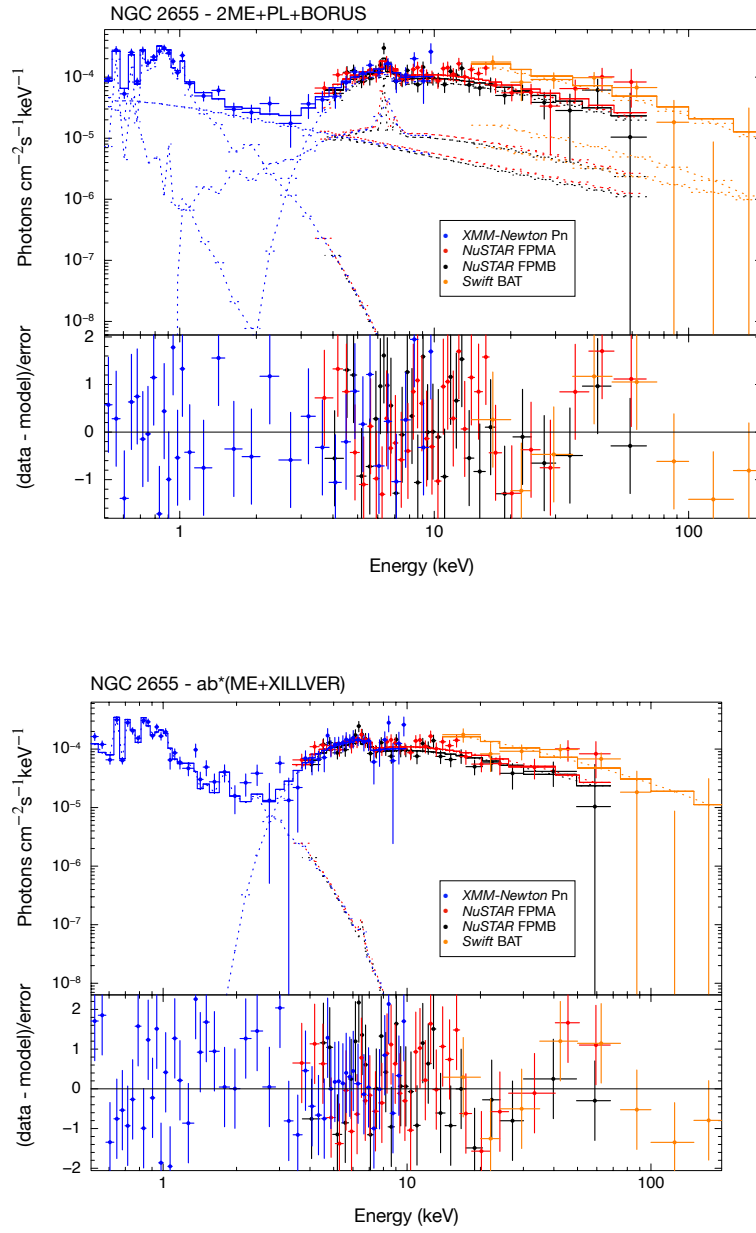 NGC 2655 - 2ME+PL+BORUS
10⁻⁴
10⁻⁵
10⁻⁶
10⁻⁷
10⁻⁸
Photons cm⁻²s⁻¹keV⁻¹
XMM-Newton Pn
NuSTAR FPMA
NuSTAR FPMB
Swift BAT
2
1
0
−1
(data - model)/error
1
10
100
Energy (keV)
NGC 2655 - ab*(ME+XILLVER)
10⁻⁴
10⁻⁵
10⁻⁶
10⁻⁷
10⁻⁸
Photons cm⁻²s⁻¹keV⁻¹
XMM-Newton Pn
NuSTAR FPMA
NuSTAR FPMB
Swift BAT
2
1
0
−1
−2
(data - model)/error
1
10
100
Energy (keV)